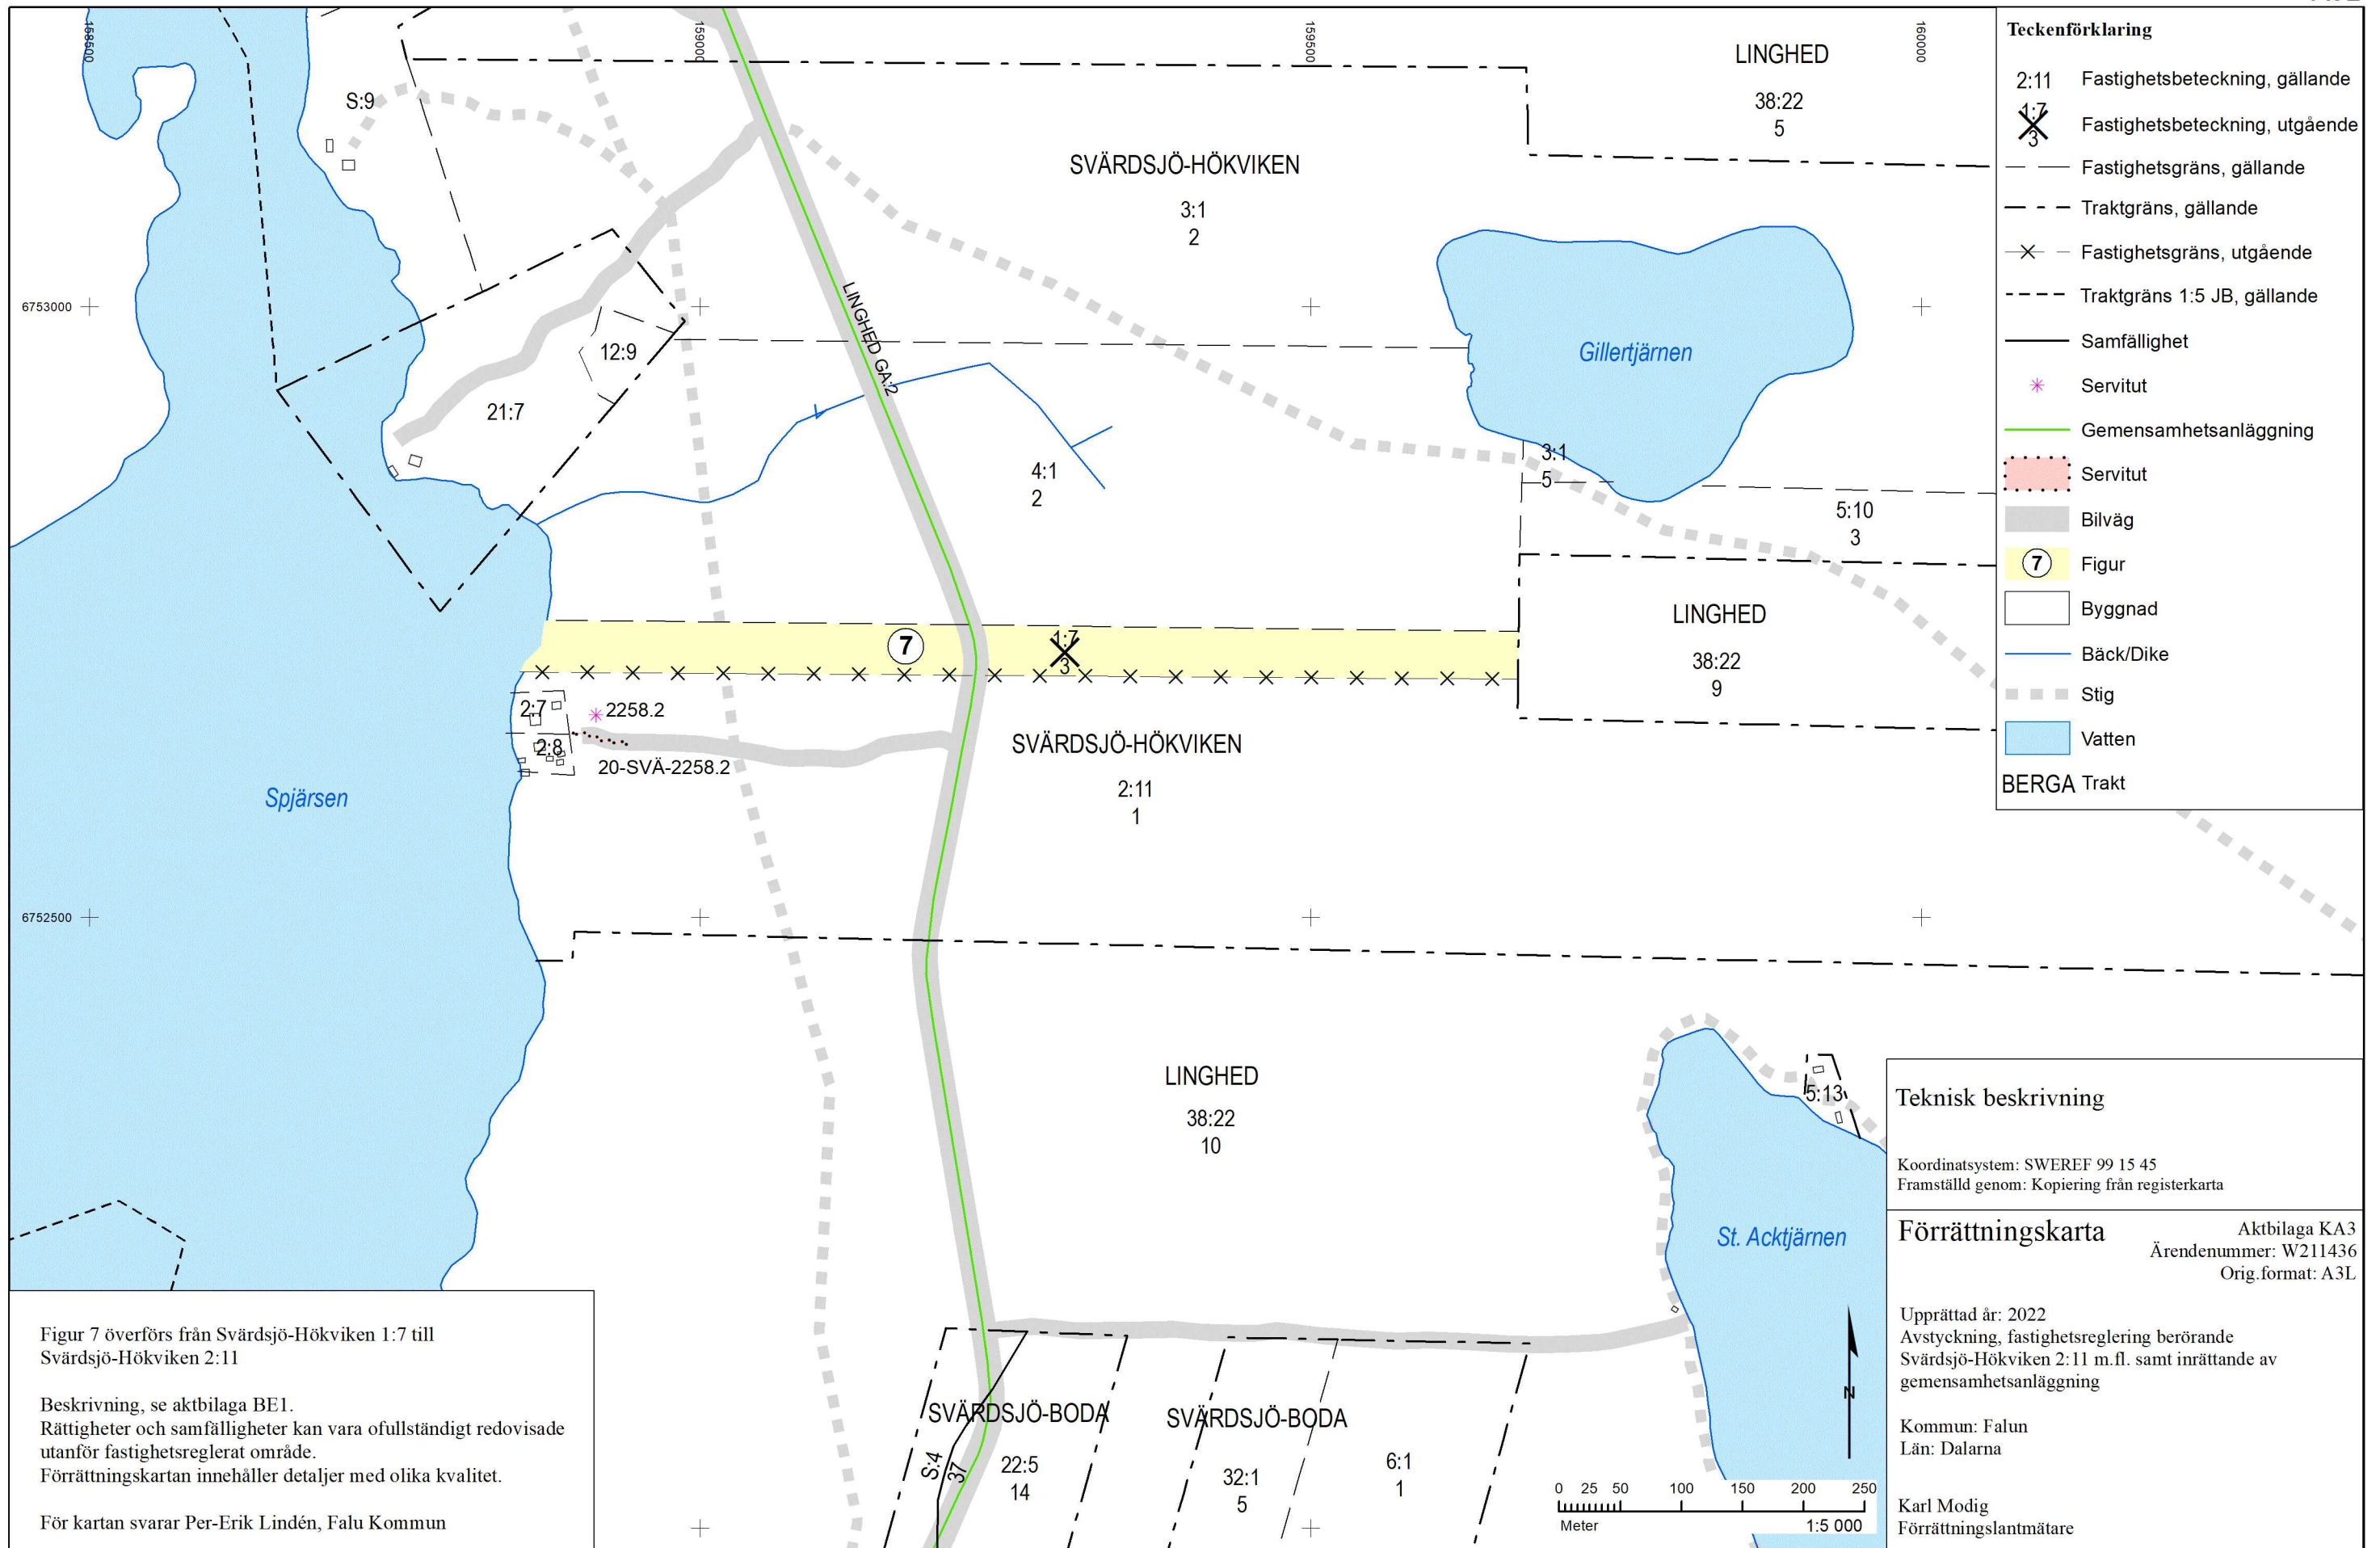 158500
159000
159500
160000
6753000
6752500
S:9
12:9
21:7
LINGHED GA:2
SVÄRDSJÖ-HÖKVIKEN
3:1
2
LINGHED
38:22
5
Gillertjärnen
4:1
2
3:1
5
5:10
3
LINGHED
38:22
9
7
1:7
3
2:7
2258.2
2:8
20-SVÄ-2258.2
SVÄRDSJÖ-HÖKVIKEN
2:11
1
Spjärsen
LINGHED
38:22
10
5:13
St. Acktjärnen
SVÄRDSJÖ-BODA
S:4
37
22:5
14
SVÄRDSJÖ-BODA
32:1
5
6:1
1
Teckenförklaring
2:11 Fastighetsbeteckning, gällande
1:7
3
Fastighetsbeteckning, utgående
Fastighetsgräns, gällande
Traktgräns, gällande
Fastighetsgräns, utgående
Traktgräns 1:5 JB, gällande
Samfällighet
Servitut
Gemensamhetsanläggning
Servitut
Bilväg
7 Figur
Byggnad
Bäck/Dike
Stig
Vatten
BERGA Trakt
Figur 7 överförs från Svärdsjö-Hökviken 1:7 till
Svärdsjö-Hökviken 2:11
Beskrivning, se aktbilaga BE1.
Rättigheter och samfälligheter kan vara ofullständigt redovisade
utanför fastighetsreglerat område.
Förrättningskartan innehåller detaljer med olika kvalitet.
För kartan svarar Per-Erik Lindén, Falu Kommun
0 25 50 100 150 200 250
Meter 1:5 000
N
Teknisk beskrivning
Koordinatsystem: SWEREF 99 15 45
Framställd genom: Kopiering från registerkarta
Förrättningskarta
Aktbilaga KA3
Ärendenummer: W211436
Orig.format: A3L
Upprättad år: 2022
Avstyckning, fastighetsreglering berörande
Svärdsjö-Hökviken 2:11 m.fl. samt inrättande av
gemensamhetsanläggning
Kommun: Falun
Län: Dalarna
Karl Modig
Förrättningslantmätare